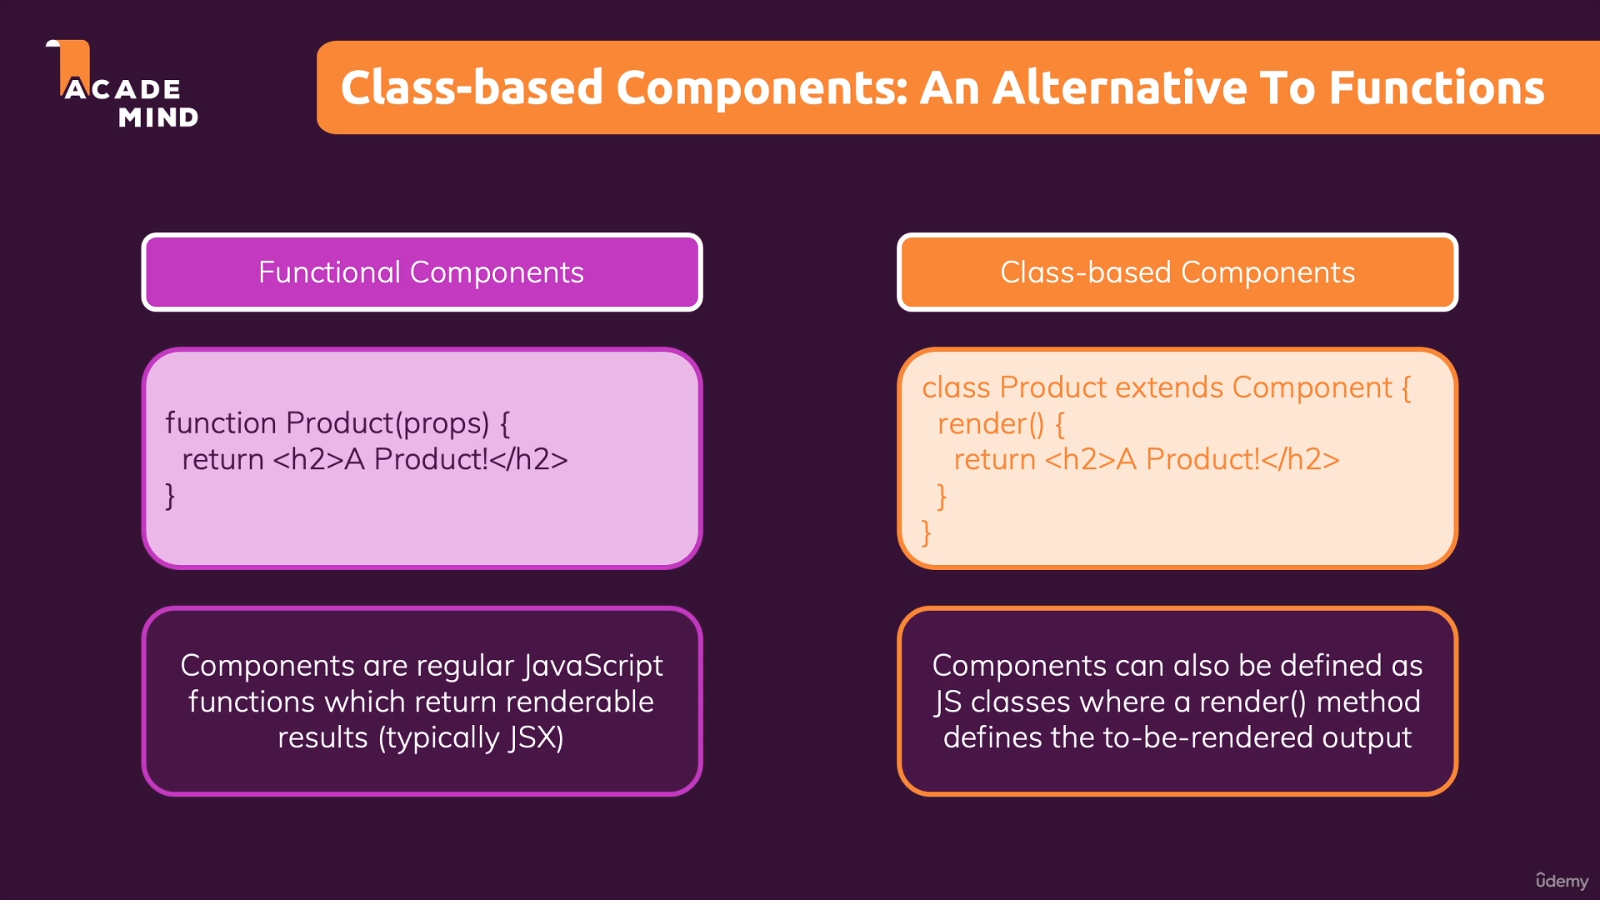 ACADE
MIND
Class-based Components: An Alternative To Functions
Functional Components
function Product(props) {
return <h2>A Product!</h2>
}
Components are regular JavaScript
functions which return renderable
results (typically JSX)
Class-based Components
class Product extends Component {
render() {
return <h2>A Product!</h2>
}
}
Components can also be defined as
JS classes where a render() method
defines the to-be-rendered output
ûdemy